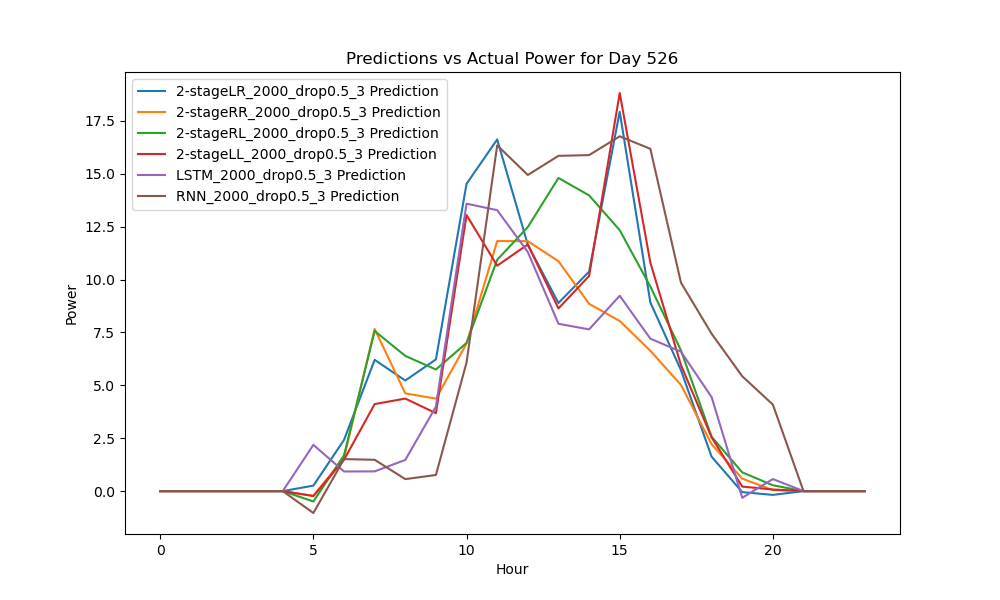 Predictions vs Actual Power for Day 526
2-stageLR_2000_drop0.5_3 Prediction
2-stageRR_2000_drop0.5_3 Prediction
2-stageRL_2000_drop0.5_3 Prediction
2-stageLL_2000_drop0.5_3 Prediction
LSTM_2000_drop0.5_3 Prediction
RNN_2000_drop0.5_3 Prediction
17.5
15.0
12.5
10.0
7.5
5.0
2.5
0.0
Power
0 5 10 15 20
Hour